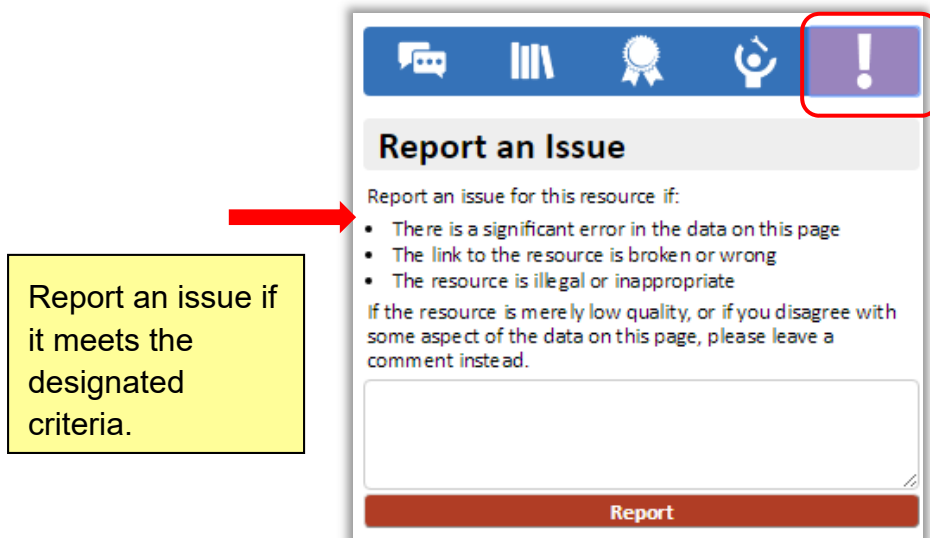 !
Report an Issue
Report an issue for this resource if:
• There is a significant error in the data on this page
• The link to the resource is broken or wrong
• The resource is illegal or inappropriate
If the resource is merely low quality, or if you disagree with
some aspect of the data on this page, please leave a
comment instead.
Report
Report an issue if
it meets the
designated
criteria.